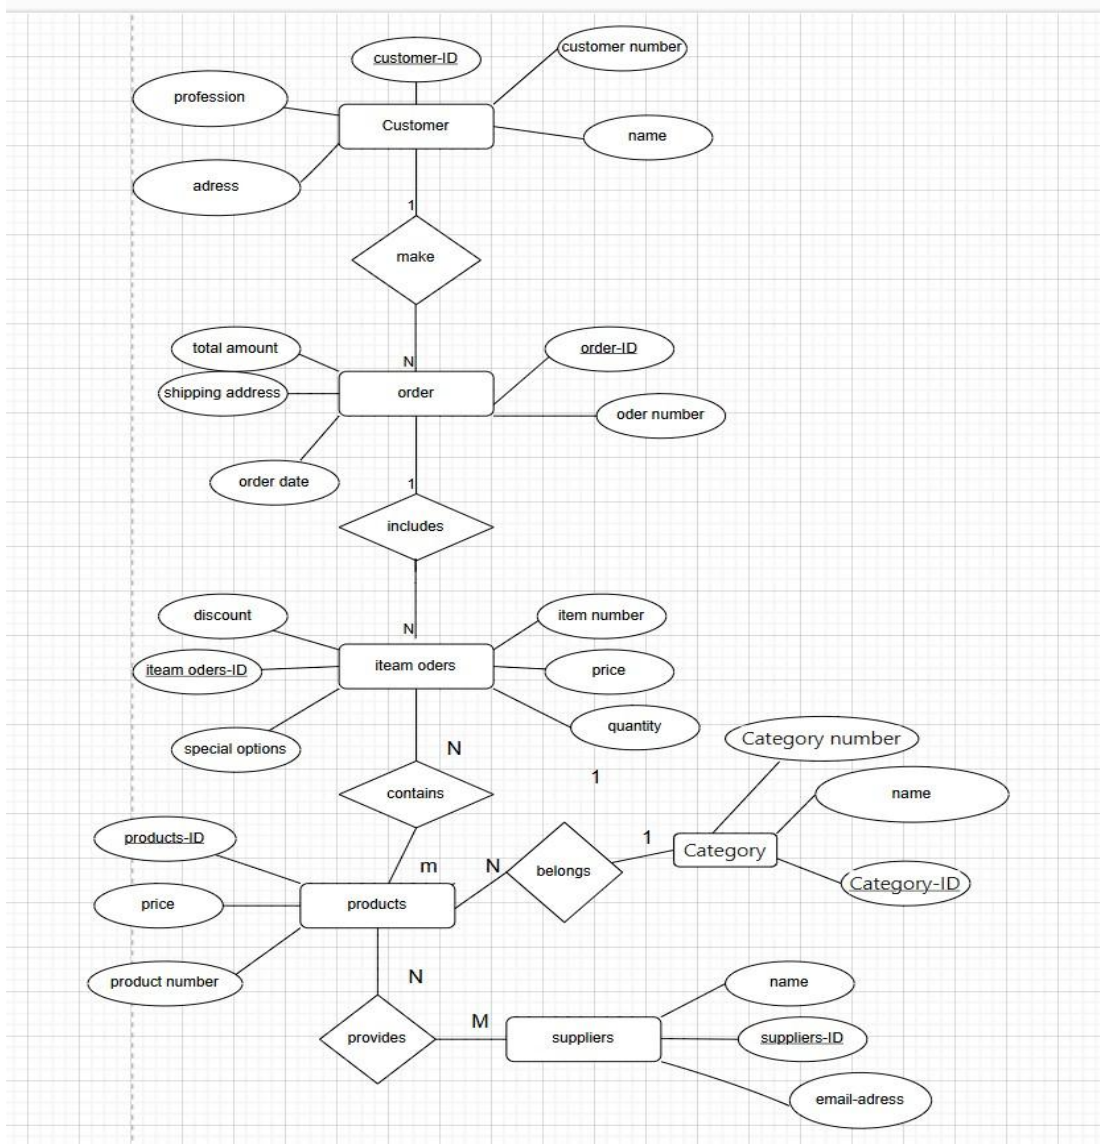 customer-ID
customer number
profession
Customer
name
adress
1
make
total amount
order-ID
N
shipping address
order
oder number
order date
1
includes
discount
item number
N
iteam oders-ID
iteam oders
price
quantity
special options
N
Category number
1
contains
name
products-ID
1
m
N
belongs
Category
Category-ID
price
products
product number
N
name
M
provides
suppliers
suppliers-ID
email-adress